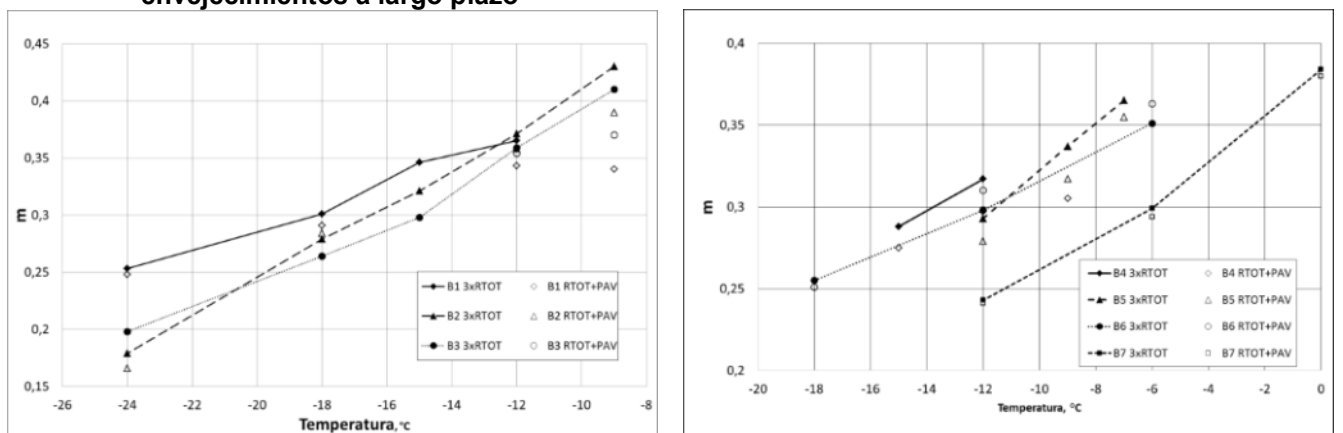 envejecimientos a largo plazo
0,45
0,4
0,35
0,3
0,25
0,2
0,15
m
-26 -24 -22 -20 -18 -16 -14 -12 -10 -8
Temperatura, °C
B1 3xRTOT B1 RTOT+PAV
B2 3xRTOT B2 RTOT+PAV
B3 3xRTOT B3 RTOT+PAV
0,4
0,35
0,3
0,25
0,2
m
-20 -18 -16 -14 -12 -10 -8 -6 -4 -2 0
Temperatura, °C
B4 3xRTOT B4 RTOT+PAV
B5 3xRTOT B5 RTOT+PAV
B6 3xRTOT B6 RTOT+PAV
B7 3xRTOT B7 RTOT+PAV